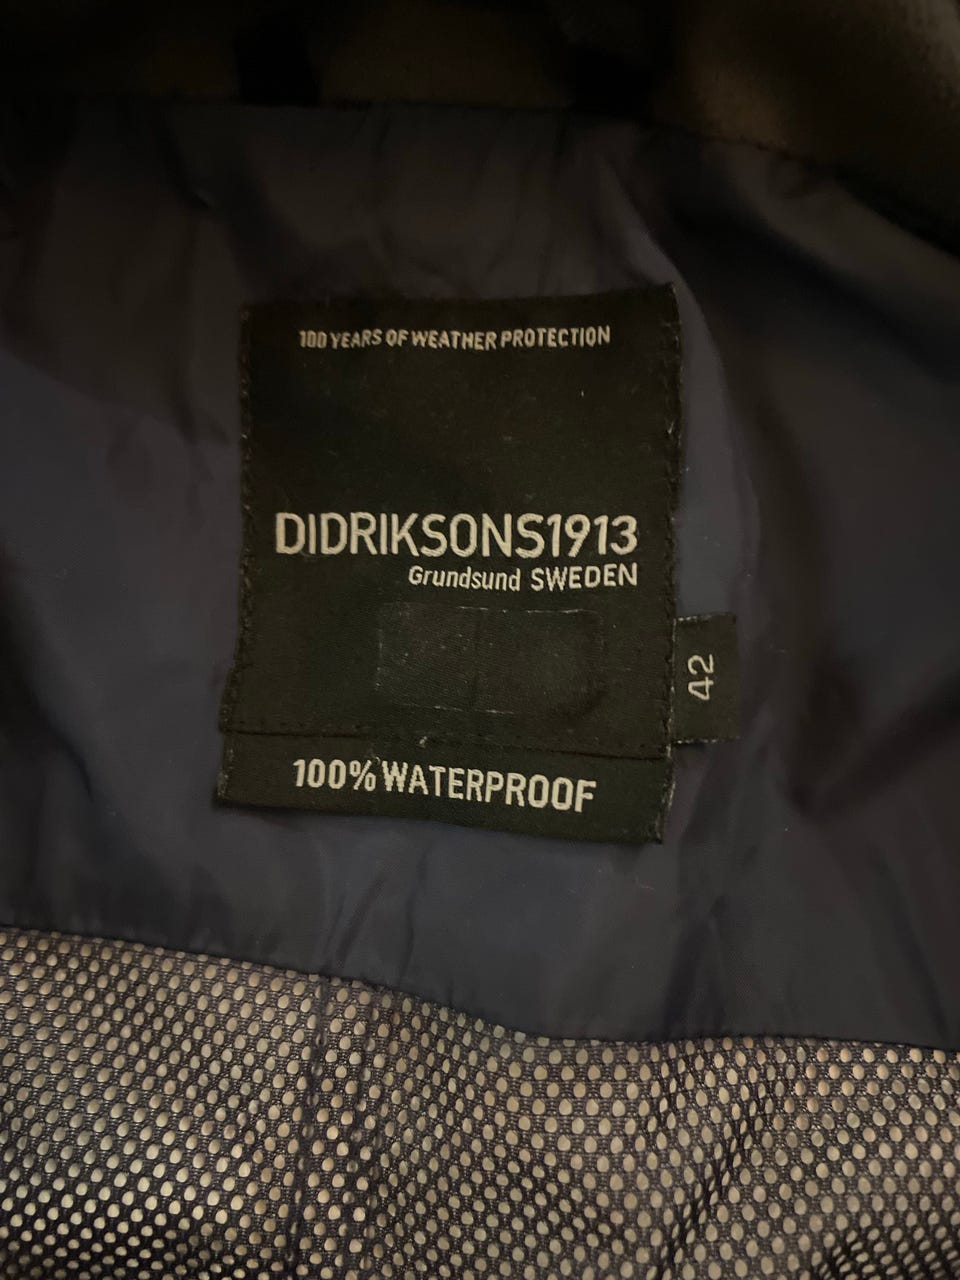 100 YEARS OF WEATHER PROTECTION
DIDRIKSONS1913
Grundsund SWEDEN
42
100% WATERPROOF